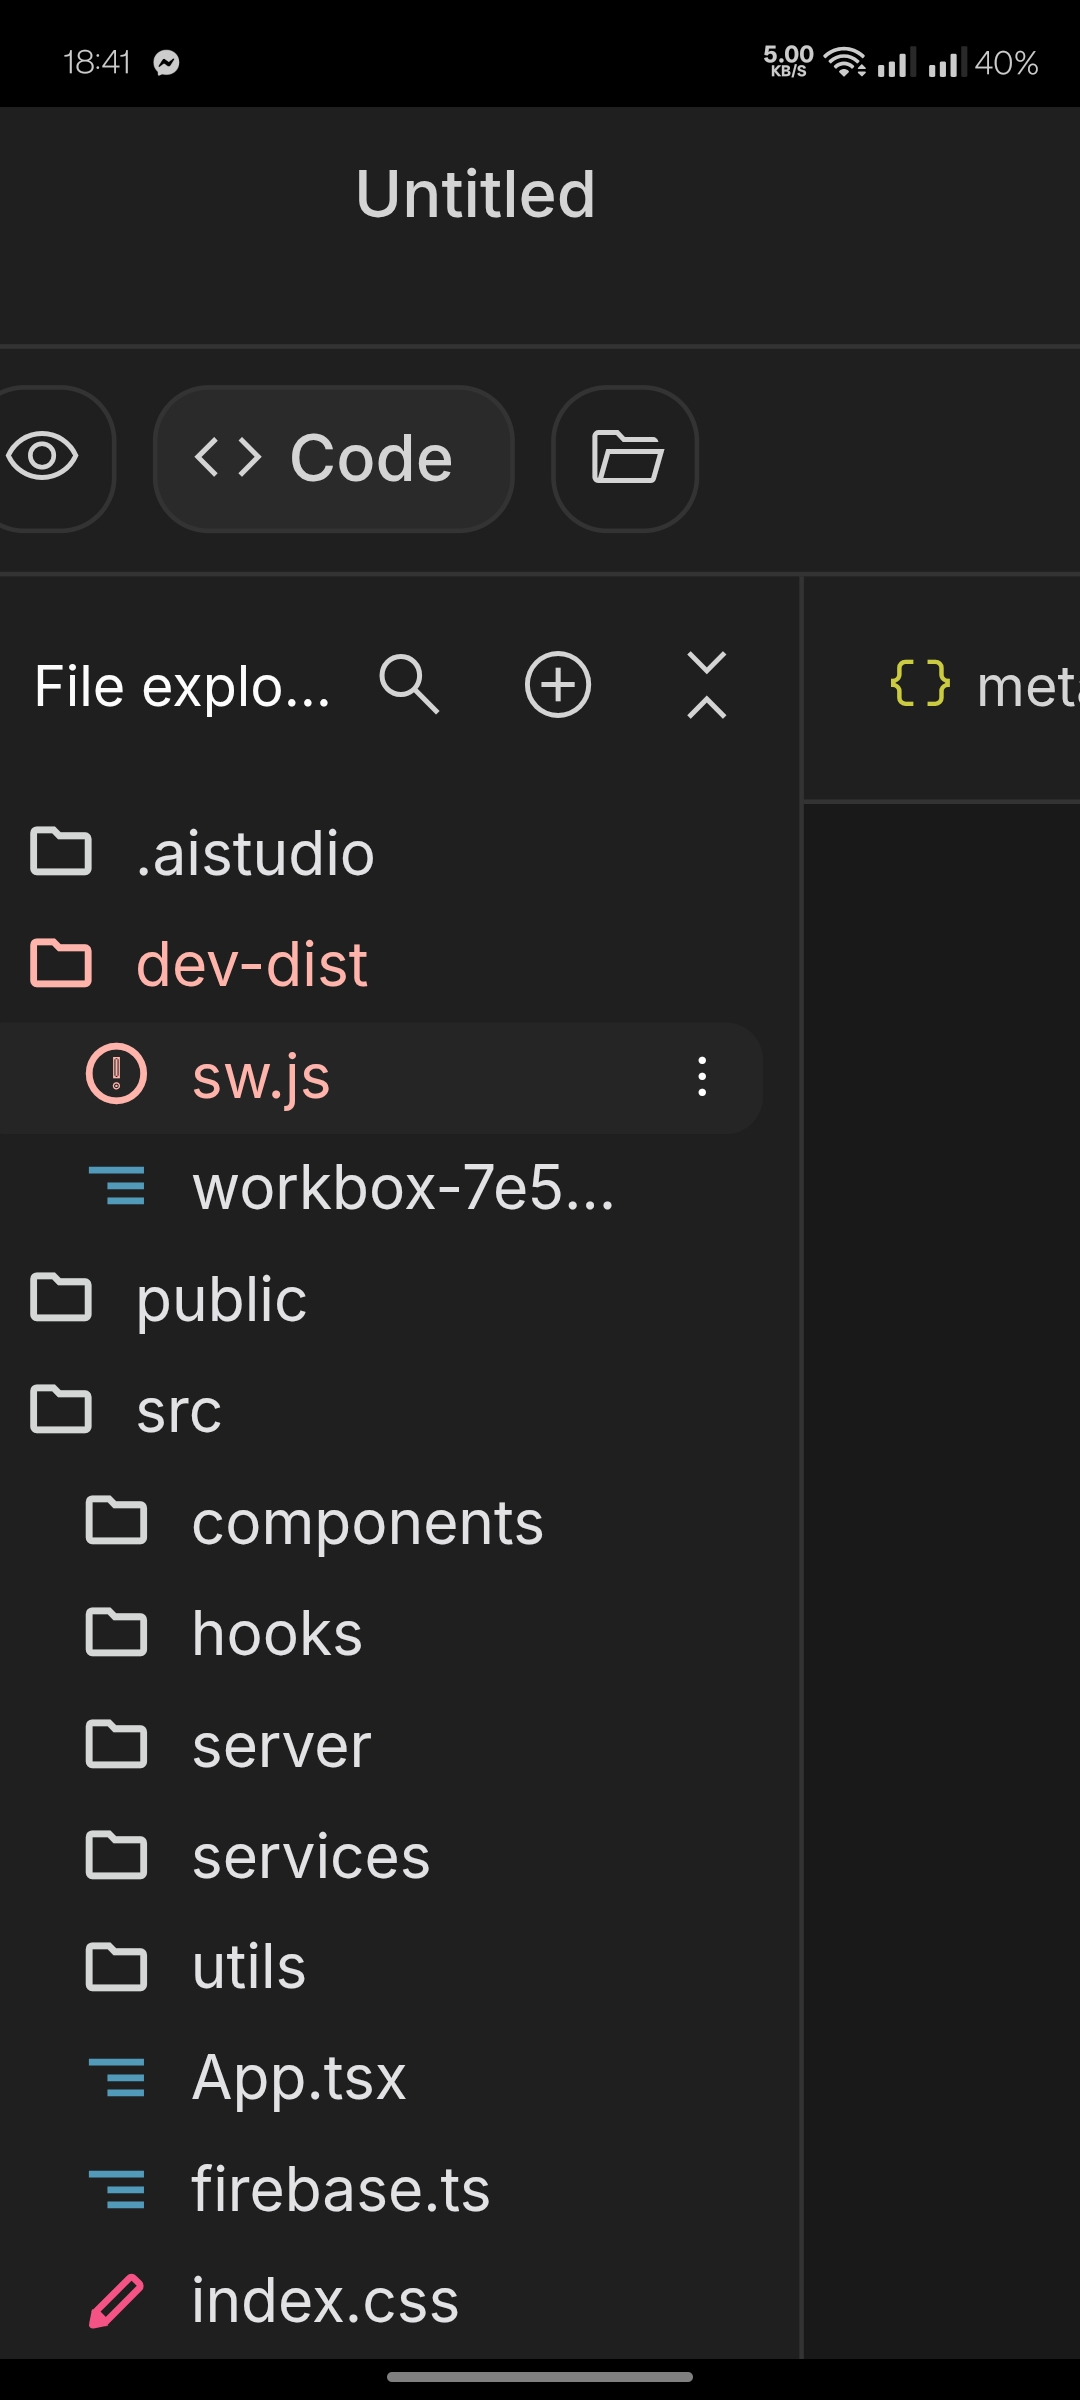 18:41 5.00 KB/S 40%
Untitled
Code
File explo...
{} meta
.aistudio
dev-dist
sw.js
workbox-7e5...
public
src
components
hooks
server
services
utils
App.tsx
firebase.ts
index.css